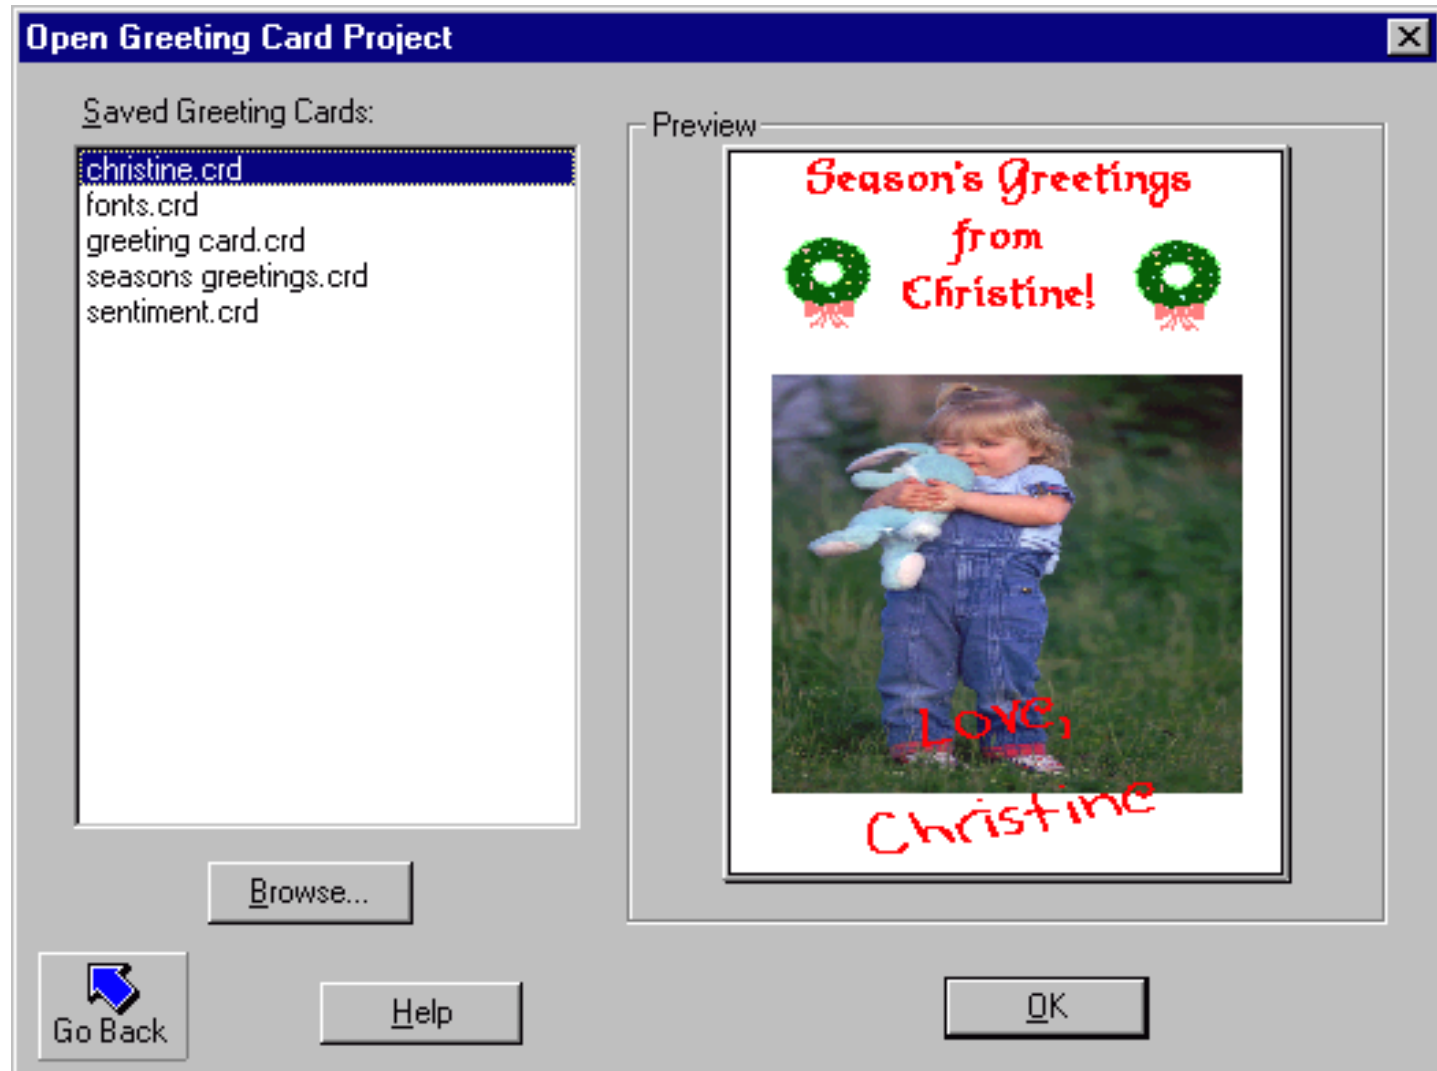 Open Greeting Card Project
Saved Greeting Cards:
christine.crd
fonts.crd
greeting card.crd
seasons greetings.crd
sentiment.crd
Browse...
Go Back
Help
Preview
Season's Greetings
from
Christine!
Love,
Christine
OK